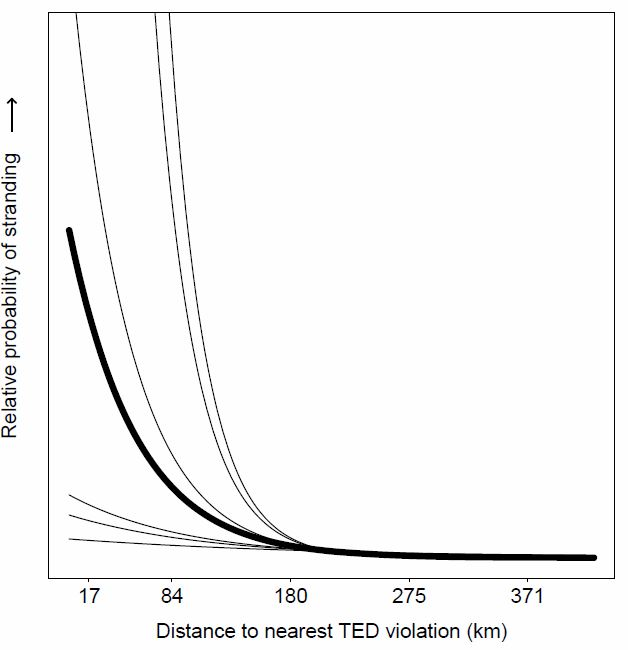 Relative probability of stranding →
17 84 180 275 371
Distance to nearest TED violation (km)